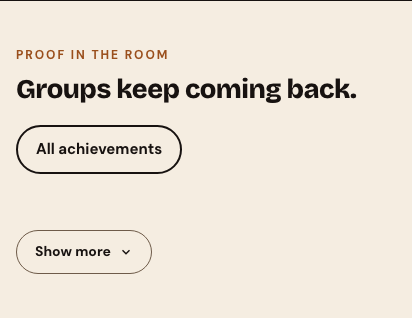 PROOF IN THE ROOM
Groups keep coming back.
All achievements
Show more